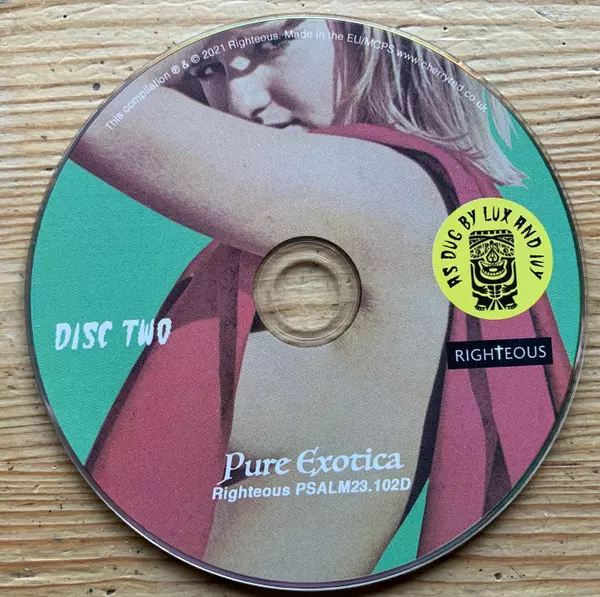 This compilation ℗ & © 2021 Righteous. Made in the EU/MCPS www.cherryred.co.uk
AS DUG BY LUX AND IVY
DISC TWO
RIGHTEOUS
Pure Exotica
Righteous PSALM23.102D